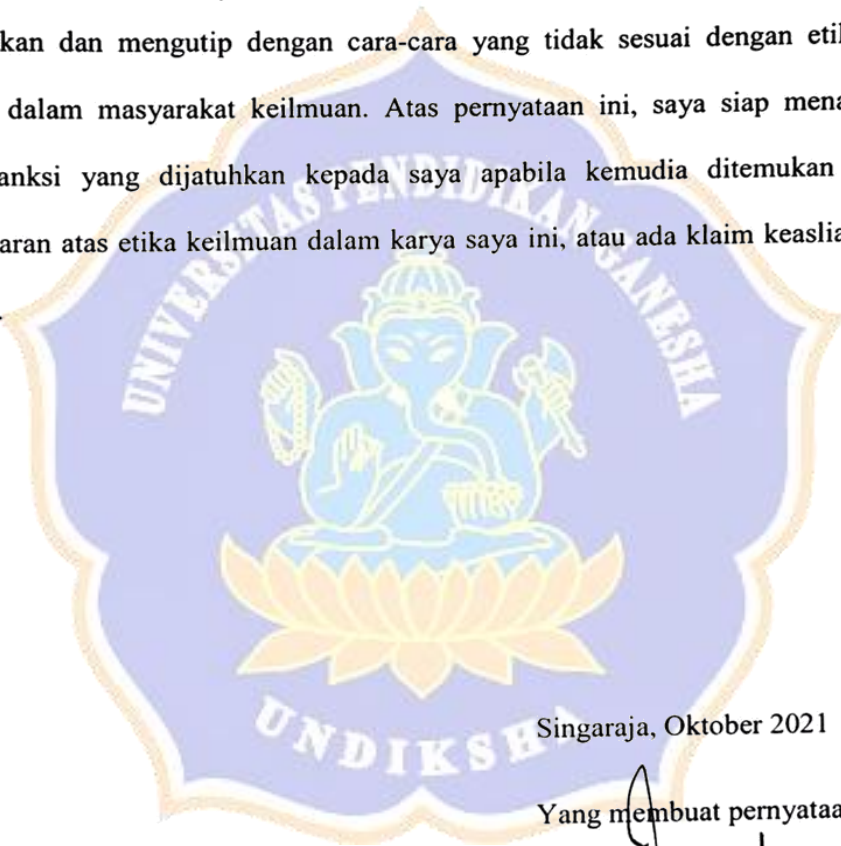 kan dan mengutip dengan cara-cara yang tidak sesuai dengan eti
dalam masyarakat keilmuan. Atas pernyataan ini, saya siap mena
anksi yang dijatuhkan kepada saya apabila kemudia ditemukan
aran atas etika keilmuan dalam karya saya ini, atau ada klaim keaslia
UNIVERSITAS PENDIDIKAN GANESHA
UNDIKSHA
Singaraja, Oktober 2021
Yang membuat pernyataa